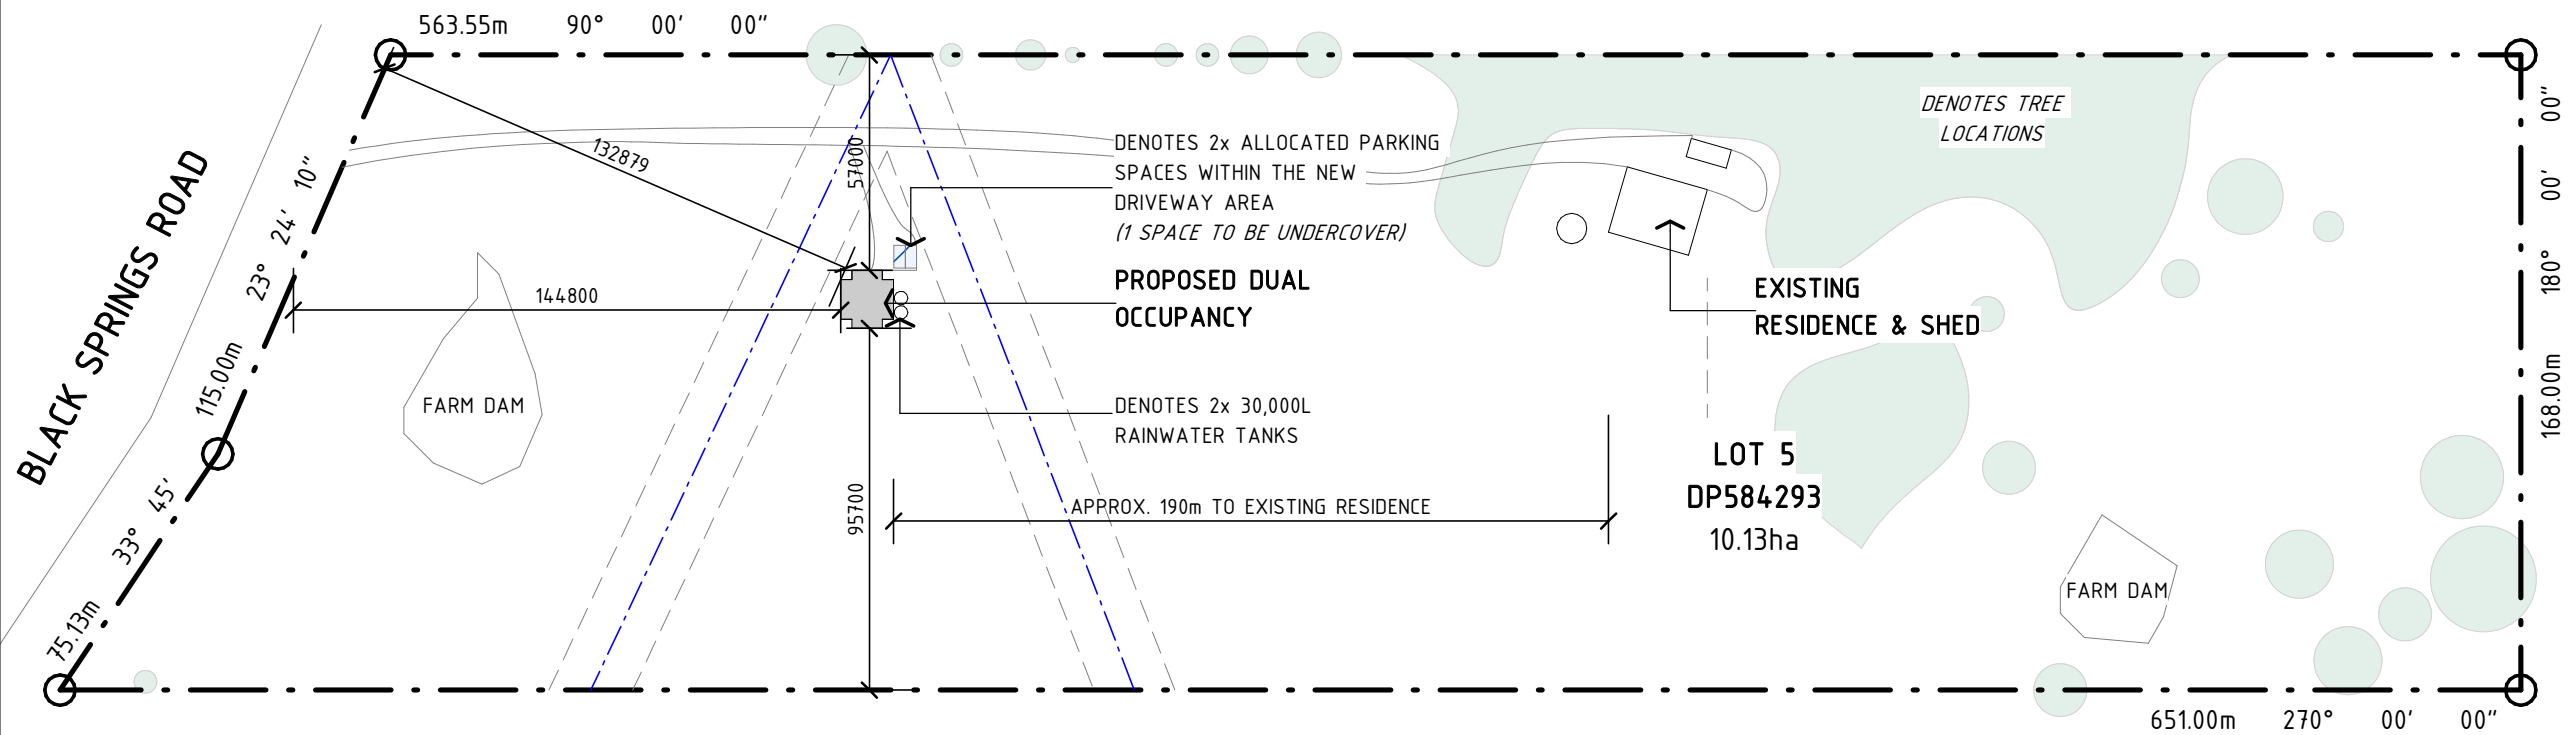 563.55m 90° 00' 00"
DENOTES TREE
LOCATIONS
DENOTES 2x ALLOCATED PARKING
SPACES WITHIN THE NEW
DRIVEWAY AREA
(1 SPACE TO BE UNDERCOVER)
132879
57000
BLACK SPRINGS ROAD
115.00m 23° 24' 10"
75.13m 33° 45'
144800
PROPOSED DUAL
OCCUPANCY
EXISTING
RESIDENCE & SHED
FARM DAM
DENOTES 2x 30,000L
RAINWATER TANKS
95700
APPROX. 190m TO EXISTING RESIDENCE
LOT 5
DP584293
10.13ha
FARM DAM
168.00m 180° 00' 00"
651.00m 270° 00' 00"